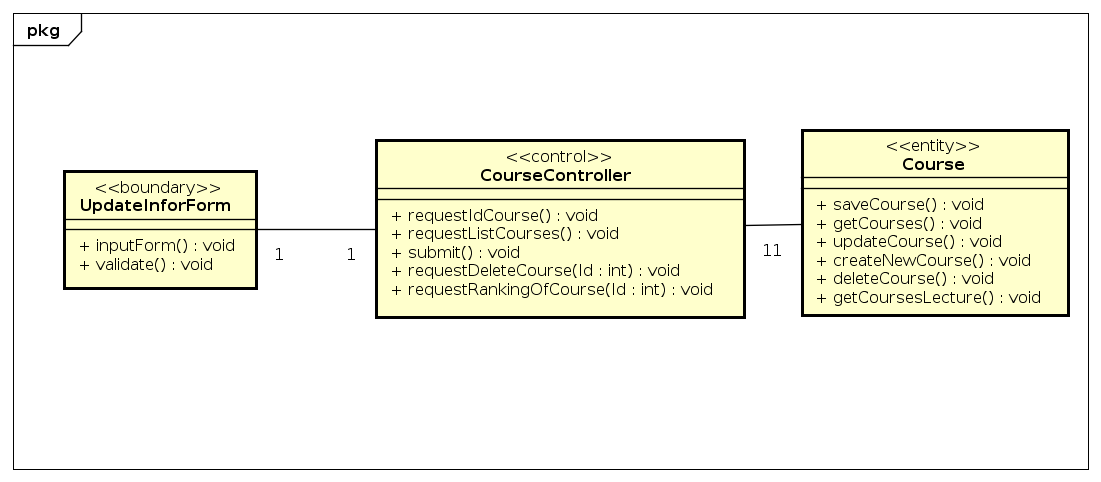 pkg
<<boundary>>
UpdateInforForm
+ inputForm() : void
+ validate() : void
1
1
<<control>>
CourseController
+ requestIdCourse() : void
+ requestListCourses() : void
+ submit() : void
+ requestDeleteCourse(Id : int) : void
+ requestRankingOfCourse(Id : int) : void
11
<<entity>>
Course
+ saveCourse() : void
+ getCourses() : void
+ updateCourse() : void
+ createNewCourse() : void
+ deleteCourse() : void
+ getCoursesLecture() : void